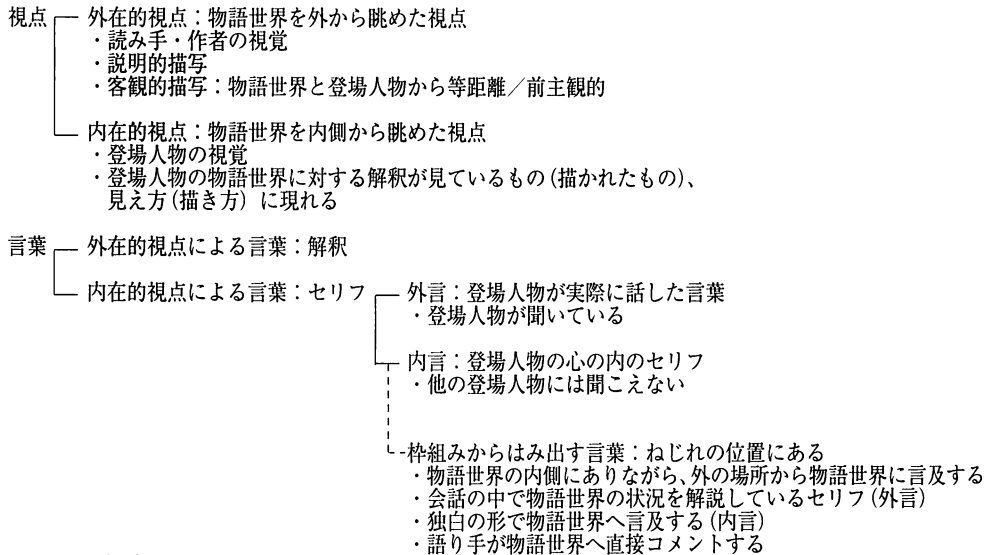 視点 外在的視点：物語世界を外から眺めた視点
・読み手・作者の視覚
・説明的描写
・客観的描写：物語世界と登場人物から等距離／前主観的
内在的視点：物語世界を内側から眺めた視点
・登場人物の視覚
・登場人物の物語世界に対する解釈が見ているもの(描かれたもの)、
見え方(描き方) に現れる
言葉 外在的視点による言葉：解釈
内在的視点による言葉：セリフ 外言：登場人物が実際に話した言葉
・登場人物が聞いている
内言：登場人物の心の内のセリフ
・他の登場人物には聞こえない
枠組みからはみ出す言葉：ねじれの位置にある
・物語世界の内側にありながら、外の場所から物語世界に言及する
・会話の中で物語世界の状況を解説しているセリフ(外言)
・独白の形で物語世界へ言及する(内言)
・語り手が物語世界へ直接コメントする